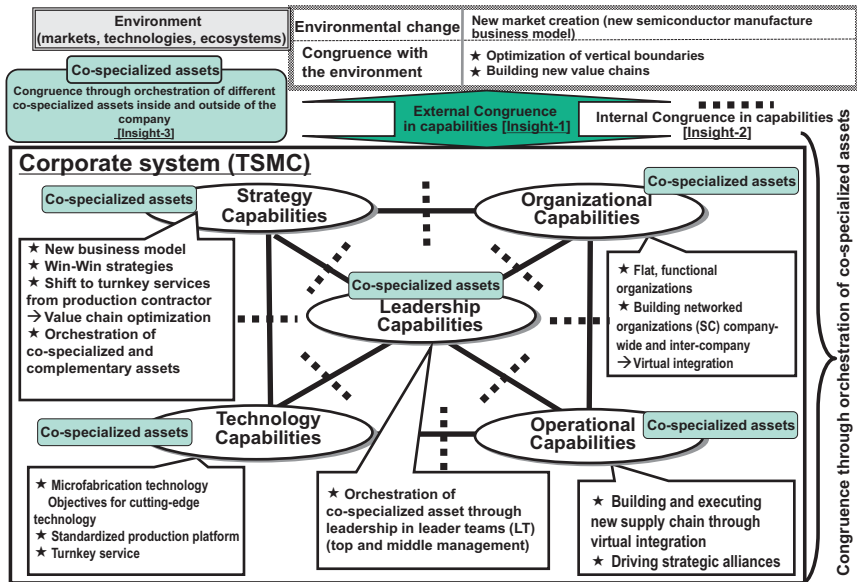 Environment
(markets, technologies, ecosystems)
Environmental change
New market creation (new semiconductor manufacture
business model)
Congruence with
the environment
★ Optimization of vertical boundaries
★ Building new value chains
Co-specialized assets
Congruence through orchestration of different
co-specialized assets inside and outside of the
company
[Insight-3]
External Congruence
in capabilities [Insight-1]
Internal Congruence in capabilities
[Insight-2]
Corporate system (TSMC)
Co-specialized assets
Strategy
Capabilities
Organizational
Capabilities
Co-specialized assets
★ New business model
★ Win-Win strategies
★ Shift to turnkey services
from production contractor
→ Value chain optimization
★ Orchestration of
co-specialized and
complementary assets
Co-specialized assets
Leadership
Capabilities
★ Flat, functional
organizations
★ Building networked
organizations (SC) company-
wide and inter-company
→ Virtual integration
Co-specialized assets
Technology
Capabilities
Operational
Capabilities
Co-specialized assets
★ Microfabrication technology
Objectives for cutting-edge
technology
★ Standardized production platform
★ Turnkey service
★ Orchestration of
co-specialized asset through
leadership in leader teams (LT)
(top and middle management)
★ Building and executing
new supply chain through
virtual integration
★ Driving strategic alliances
Congruence through orchestration of co-specialized assets